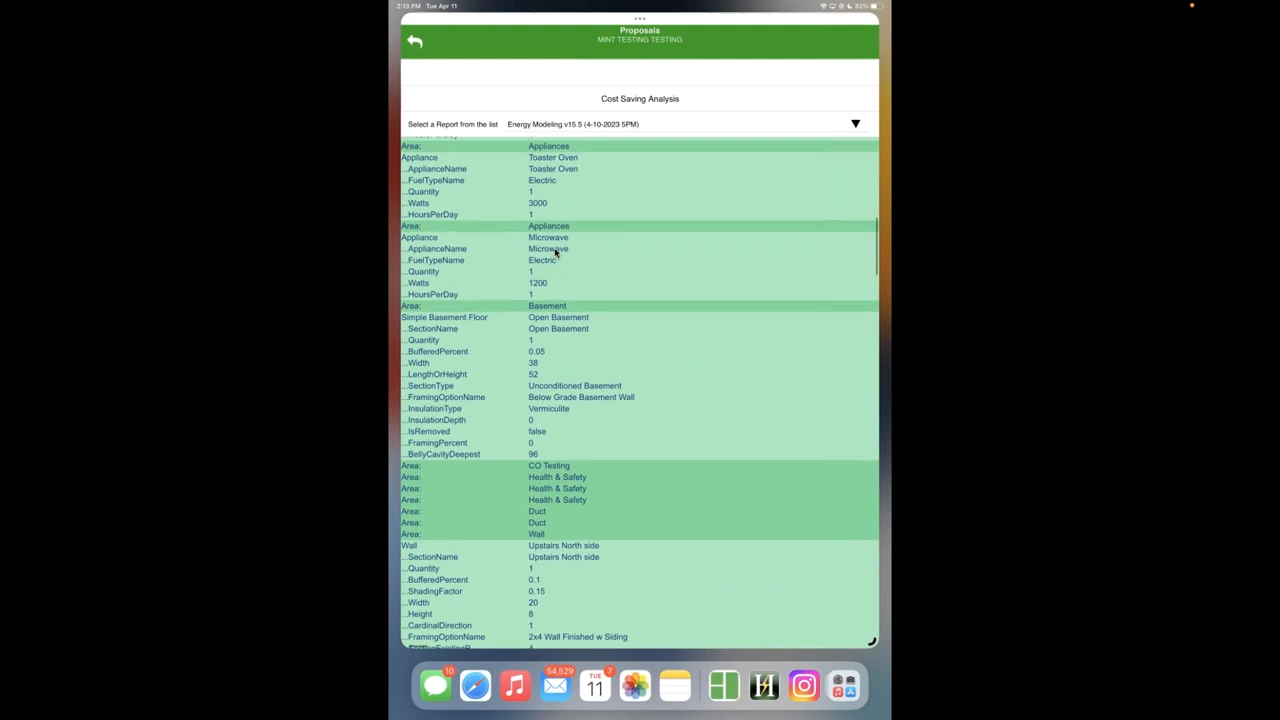 2:13 PM Tue Apr 11
52%
Proposals
MINT TESTING TESTING
Cost Saving Analysis
Select a Report from the list Energy Modeling v15.5 (4-10-2023 5PM)
Area: Appliances
Appliance Toaster Oven
...ApplianceName Toaster Oven
...FuelTypeName Electric
...Quantity 1
...Watts 3000
...HoursPerDay 1
Area: Appliances
Appliance Microwave
...ApplianceName Microwave
...FuelTypeName Electric
...Quantity 1
...Watts 1200
...HoursPerDay 1
Area: Basement
Simple Basement Floor Open Basement
...SectionName Open Basement
...Quantity 1
...BufferedPercent 0.05
...Width 38
...LengthOrHeight 52
...SectionType Unconditioned Basement
...FramingOptionName Below Grade Basement Wall
...InsulationType Vermiculite
...InsulationDepth 0
...IsRemoved false
...FramingPercent 0
...BellyCavityDeepest 96
Area: CO Testing
Area: Health & Safety
Area: Health & Safety
Area: Health & Safety
Area: Duct
Area: Duct
Area: Wall
Wall Upstairs North side
...SectionName Upstairs North side
...Quantity 1
...BufferedPercent 0.1
...ShadingFactor 0.15
...Width 20
...Height 8
...CardinalDirection 1
...FramingOptionName 2x4 Wall Finished w Siding
10
54,529
TUE
11
7